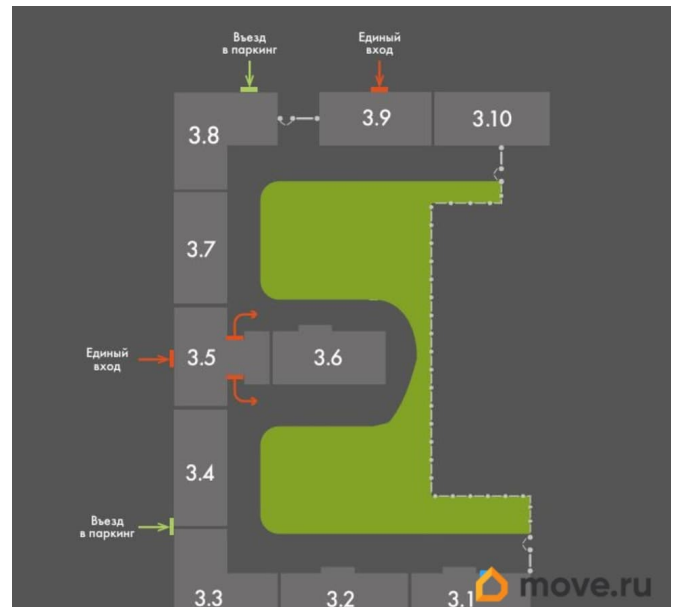 Въезд
в паркинг
Единый
вход
3.8
3.9
3.10
3.7
Единый
вход
3.5
3.6
3.4
Въезд
в паркинг
3.3
3.2
3.1
move.ru